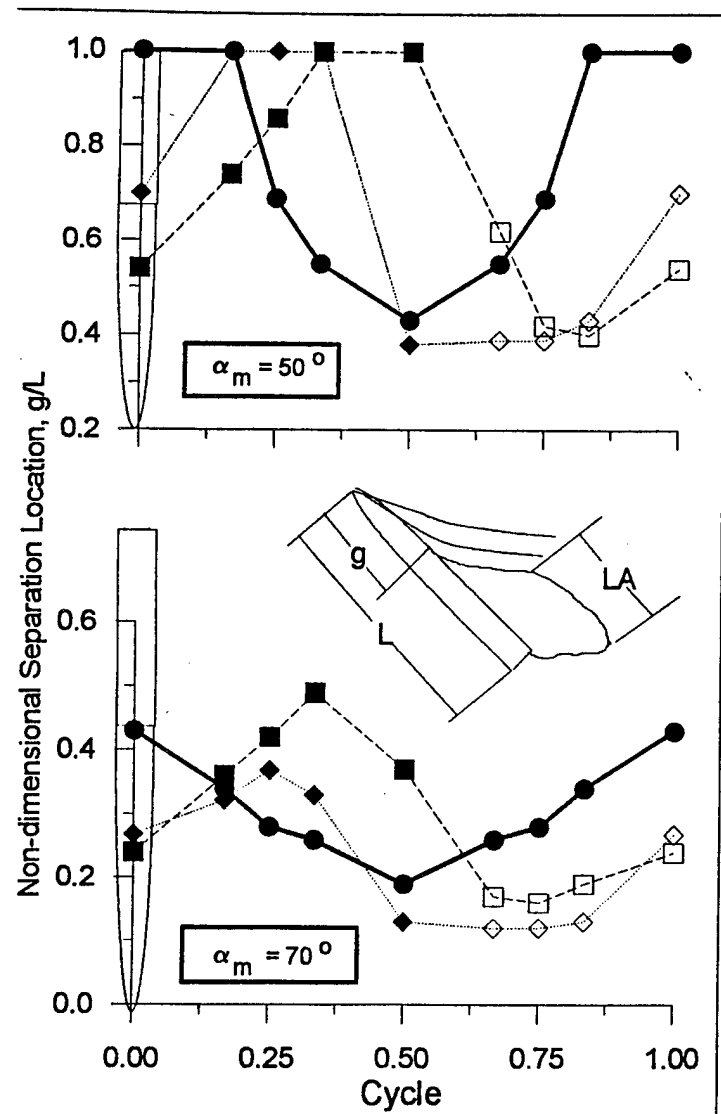 1.0
0.8
0.6
0.4
0.2
α_m = 50 °
Non-dimensional Separation Location, g/L
g
L
LA
0.6
0.4
0.2
0.0
α_m = 70 °
0.00 0.25 0.50 0.75 1.00
Cycle